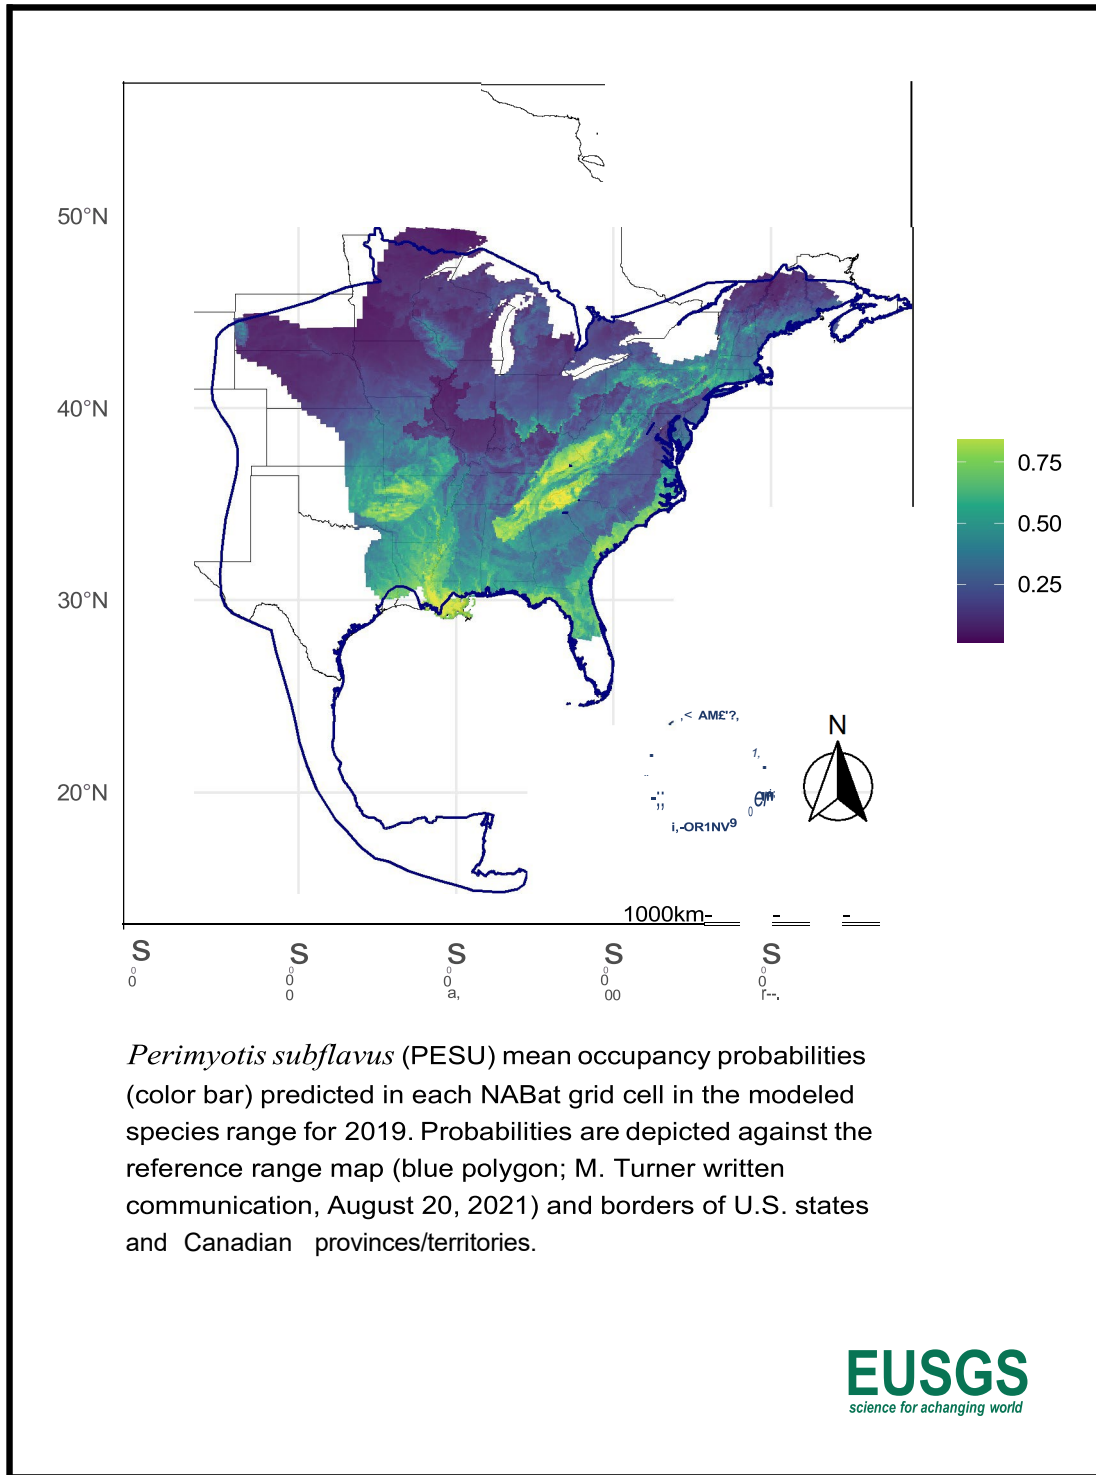 50°N
40°N
30°N
20°N
0.75
0.50
0.25
N
1000km
Perimyotis subflavus (PESU) mean occupancy probabilities
(color bar) predicted in each NABat grid cell in the modeled
species range for 2019. Probabilities are depicted against the
reference range map (blue polygon; M. Turner written
communication, August 20, 2021) and borders of U.S. states
and Canadian provinces/territories.
EUSGS
science for achanging world